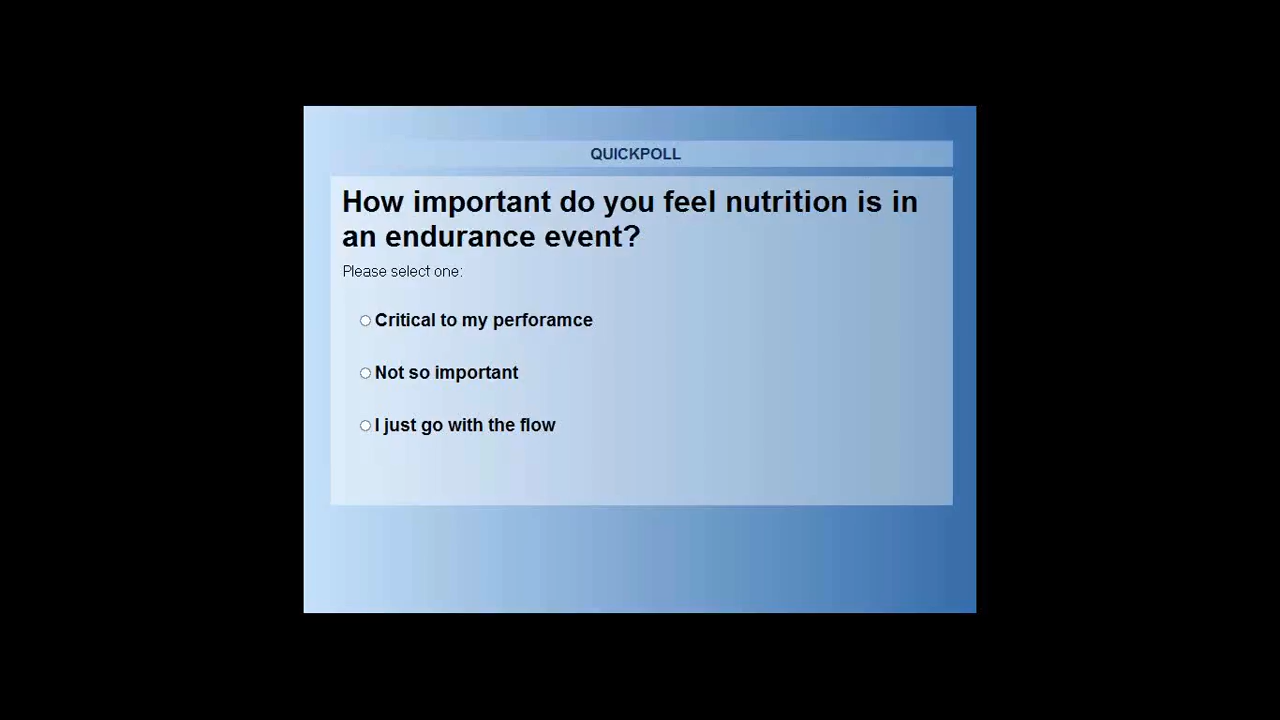 QUICKPOLL
How important do you feel nutrition is in
an endurance event?
Please select one:
Critical to my perforamce
Not so important
I just go with the flow